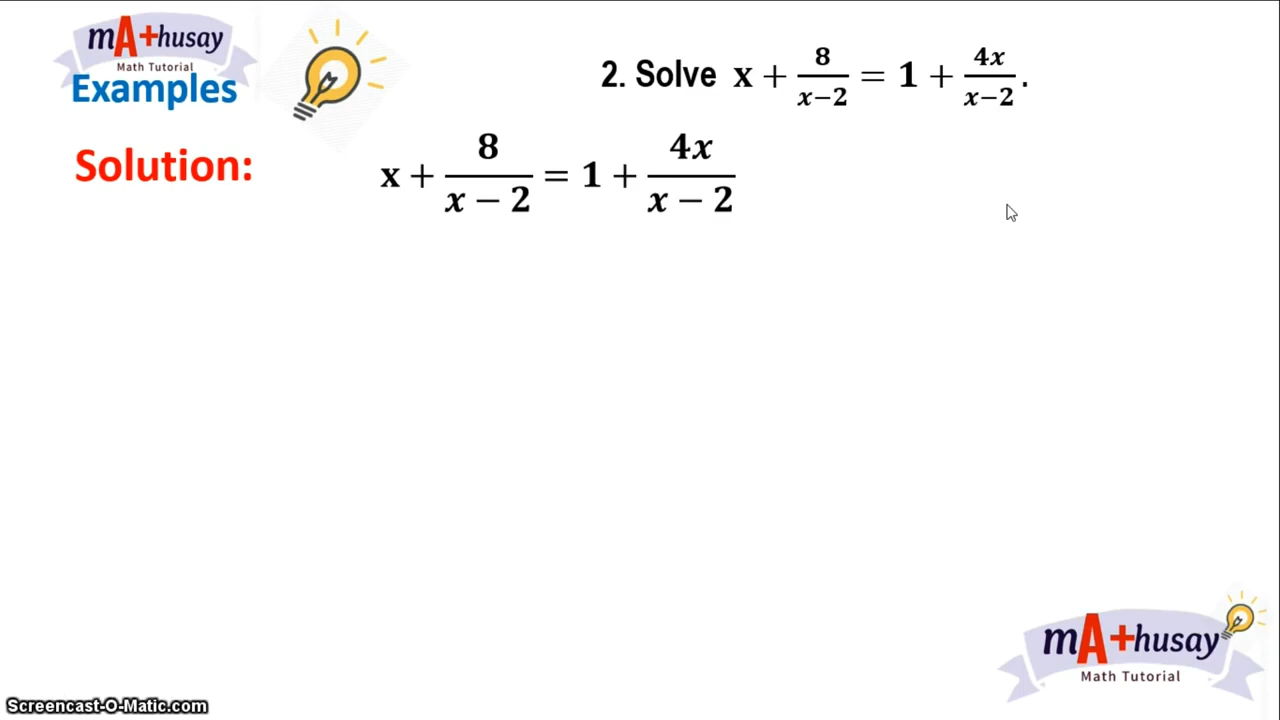 mA+husay
Math Tutorial
Examples
2. Solve x + 8/(x−2) = 1 + 4x/(x−2).
Solution: x + 8/(x − 2) = 1 + 4x/(x − 2)
mA+husay
Math Tutorial
Screencast-O-Matic.com